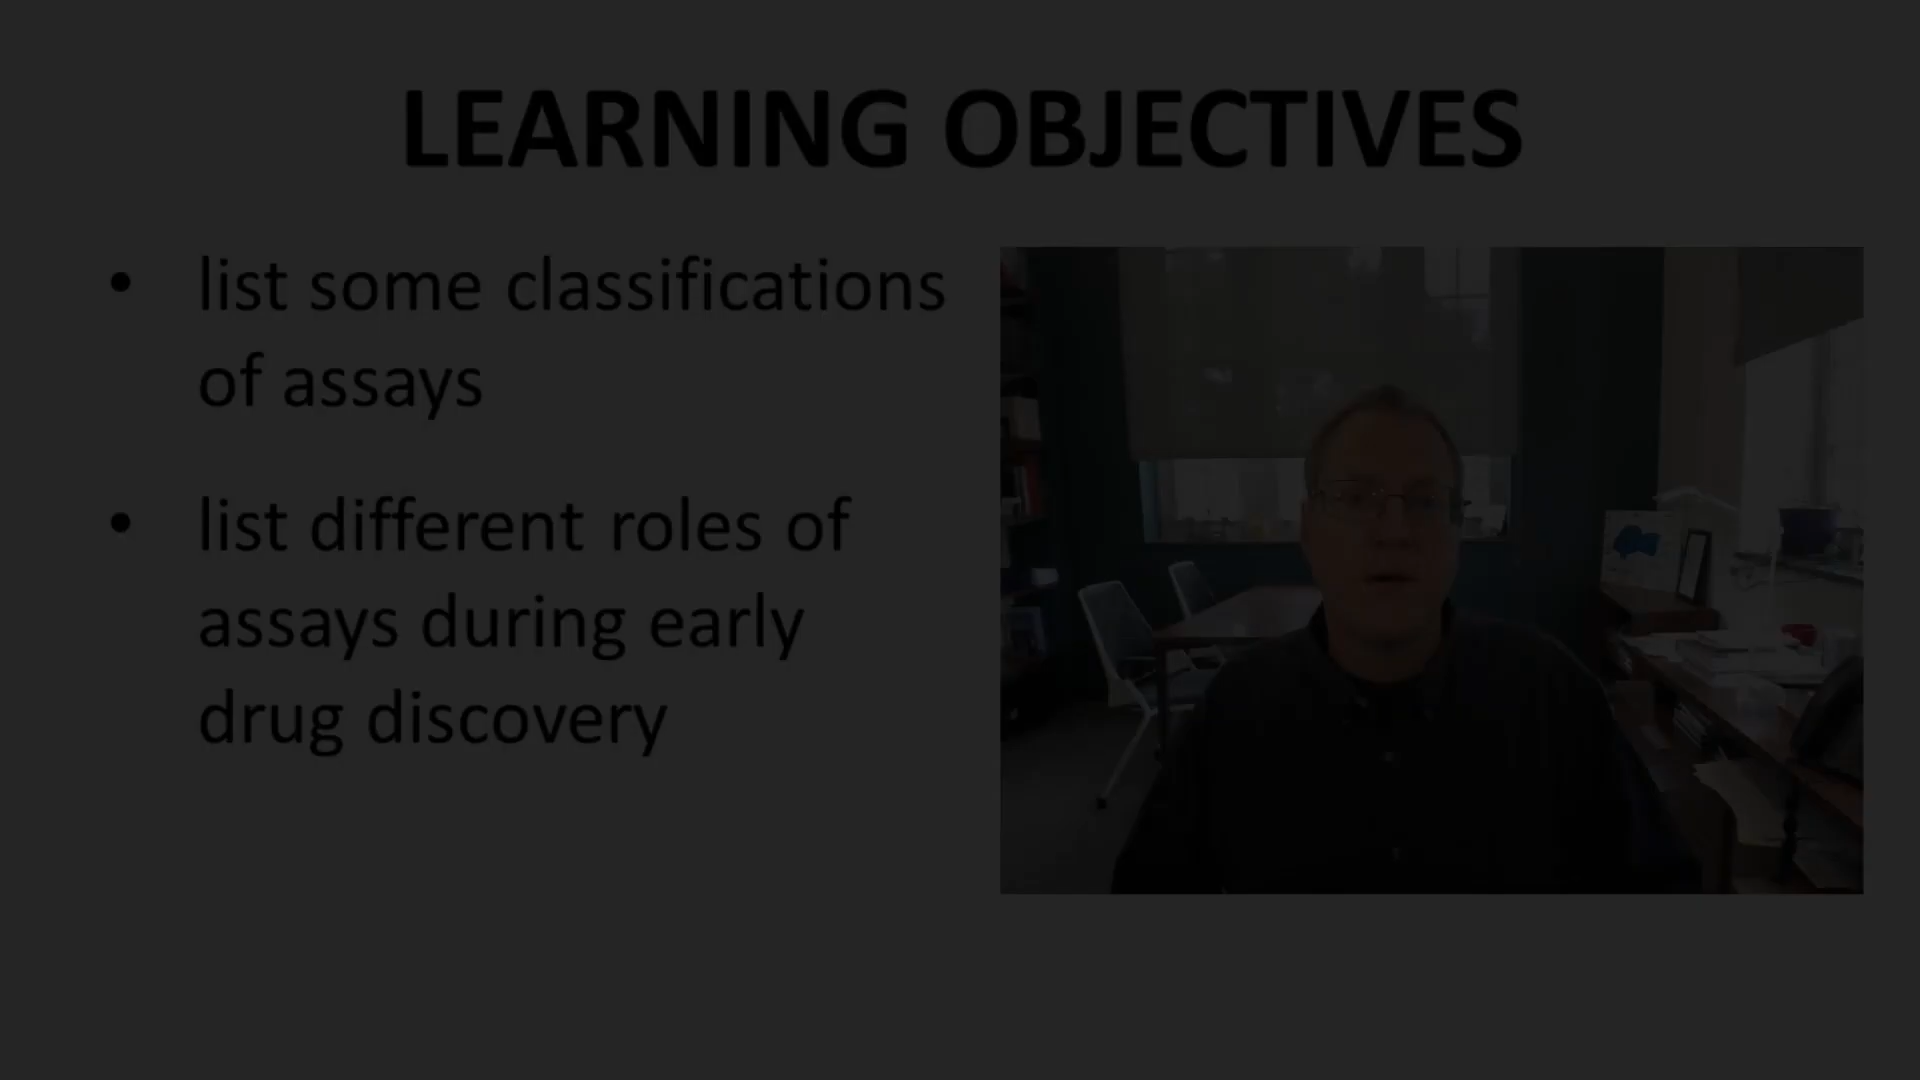 LEARNING OBJECTIVES
• list some classifications
of assays
• list different roles of
assays during early
drug discovery